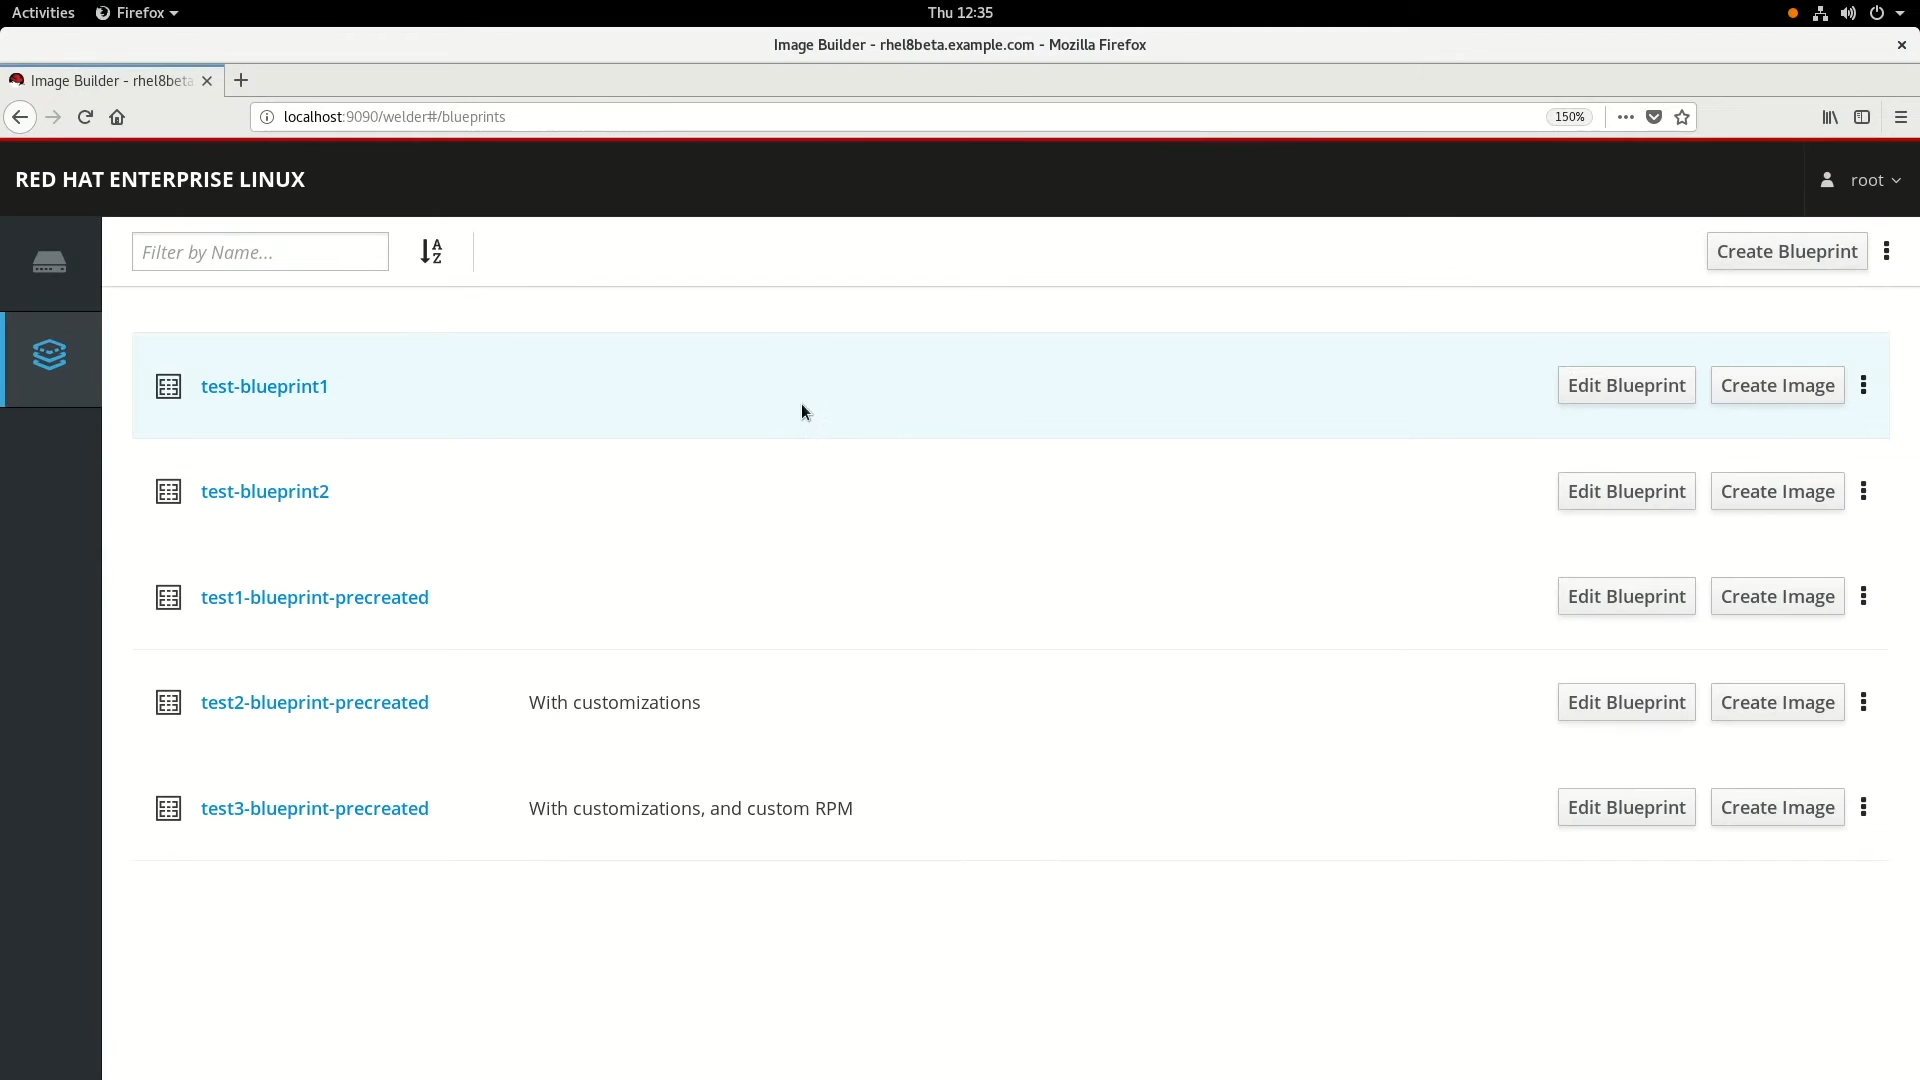 Activities Firefox Thu 12:35
Image Builder - rhel8beta.example.com - Mozilla Firefox
Image Builder - rhel8beta
localhost:9090/welder#/blueprints 150%
RED HAT ENTERPRISE LINUX root
Filter by Name... A Z Create Blueprint
test-blueprint1 Edit Blueprint Create Image
test-blueprint2 Edit Blueprint Create Image
test1-blueprint-precreated Edit Blueprint Create Image
test2-blueprint-precreated With customizations Edit Blueprint Create Image
test3-blueprint-precreated With customizations, and custom RPM Edit Blueprint Create Image